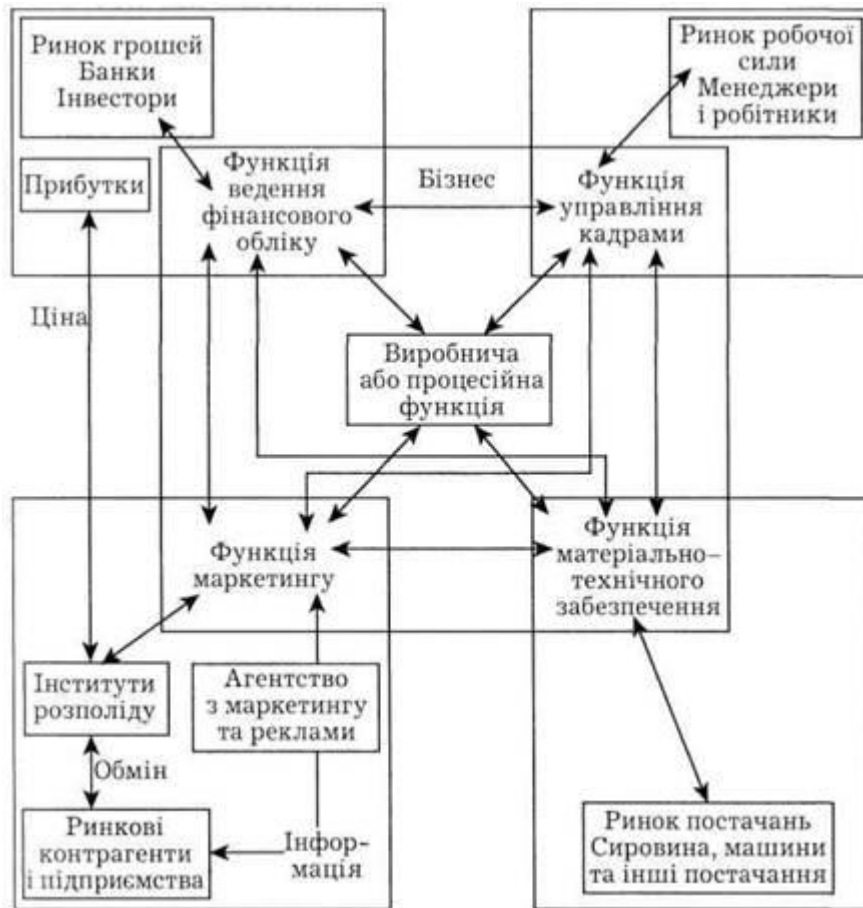 Ринок грошей
Банки
Інвестори
Ринок робочої
сили
Менеджери
і робітники
Прибутки
Функція
ведення
фінансового
обліку
Бізнес
Функція
управління
кадрами
Ціна
Виробнича
або процесійна
функція
Функція
маркетингу
Функція
матеріально–
технічного
забезпечення
Інститути
розполіду
Агентство
з маркетингу
та реклами
Обмін
Ринкові
контрагенти
і підприємства
Інфор-
мація
Ринок постачань
Сировина, машини
та інші постачання